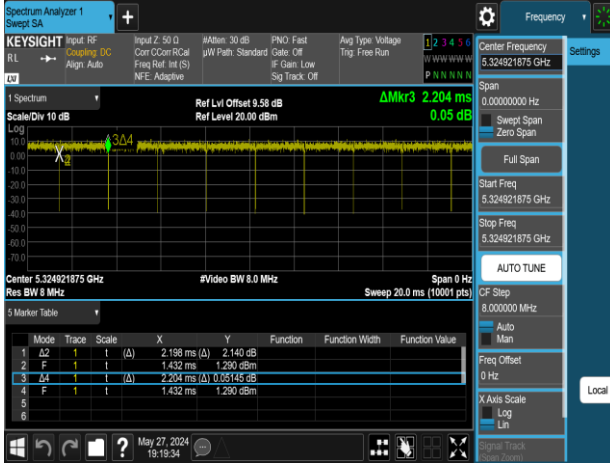 Spectrum Analyzer 1
Swept SA
+
Frequency
KEYSIGHT
RL
LXI
Input: RF
Coupling: DC
Align: Auto
Input Z: 50 Ω
Corr CCorr RCal
Freq Ref: Int (S)
NFE: Adaptive
#Atten: 30 dB
µW Path: Standard
PNO: Fast
Gate: Off
IF Gain: Low
Sig Track: Off
Avg Type: Voltage
Trig: Free Run
1 2 3 4 5 6
W W W W W W
P N N N N N
Center Frequency
5.324921875 GHz
Settings
1 Spectrum
Scale/Div 10 dB
Ref Lvl Offset 9.58 dB
Ref Level 20.00 dBm
ΔMkr3 2.204 ms
0.05 dB
Log
10.0
0.00
-10.0
-20.0
-30.0
-40.0
-50.0
-60.0
-70.0
3Δ4
2
Center 5.324921875 GHz
Res BW 8 MHz
#Video BW 8.0 MHz
Span 0 Hz
Sweep 20.0 ms (10001 pts)
Span
0.00000000 Hz
Swept Span
Zero Span
Full Span
Start Freq
5.324921875 GHz
Stop Freq
5.324921875 GHz
AUTO TUNE
CF Step
8.000000 MHz
Auto
Man
Freq Offset
0 Hz
X Axis Scale
Log
Lin
Signal Track
(Span Zoom)
Local
5 Marker Table
Mode Trace Scale X Y Function Function Width Function Value
1 Δ2 1 t (Δ) 2.198 ms (Δ) 2.140 dB
2 F 1 t 1.432 ms 1.290 dBm
3 Δ4 1 t (Δ) 2.204 ms (Δ) 0.05145 dB
4 F 1 t 1.432 ms 1.290 dBm
5
6
?
May 27, 2024
19:19:34